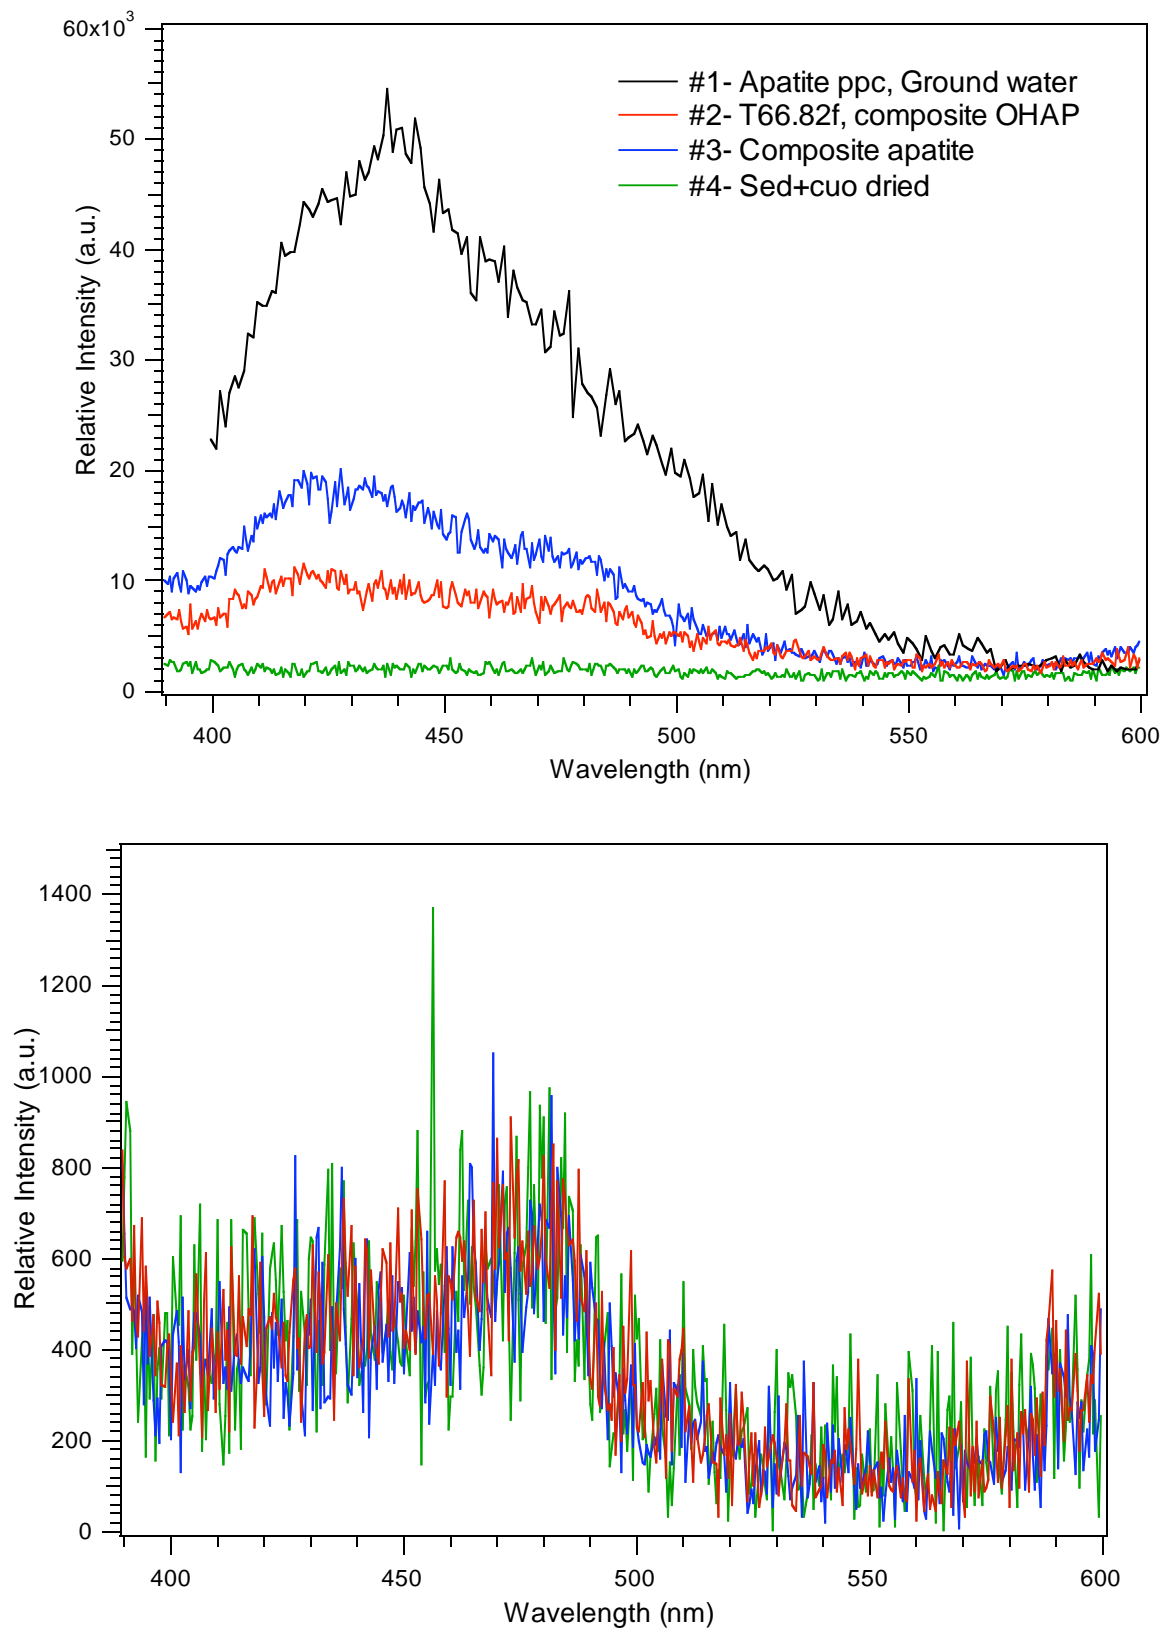 60x10³
#1- Apatite ppc, Ground water
#2- T66.82f, composite OHAP
#3- Composite apatite
#4- Sed+cuo dried
50
40
30
20
10
0
Relative Intensity (a.u.)
400 450 500 550 600
Wavelength (nm)
1400
1200
1000
800
600
400
200
0
Relative Intensity (a.u.)
400 450 500 550 600
Wavelength (nm)